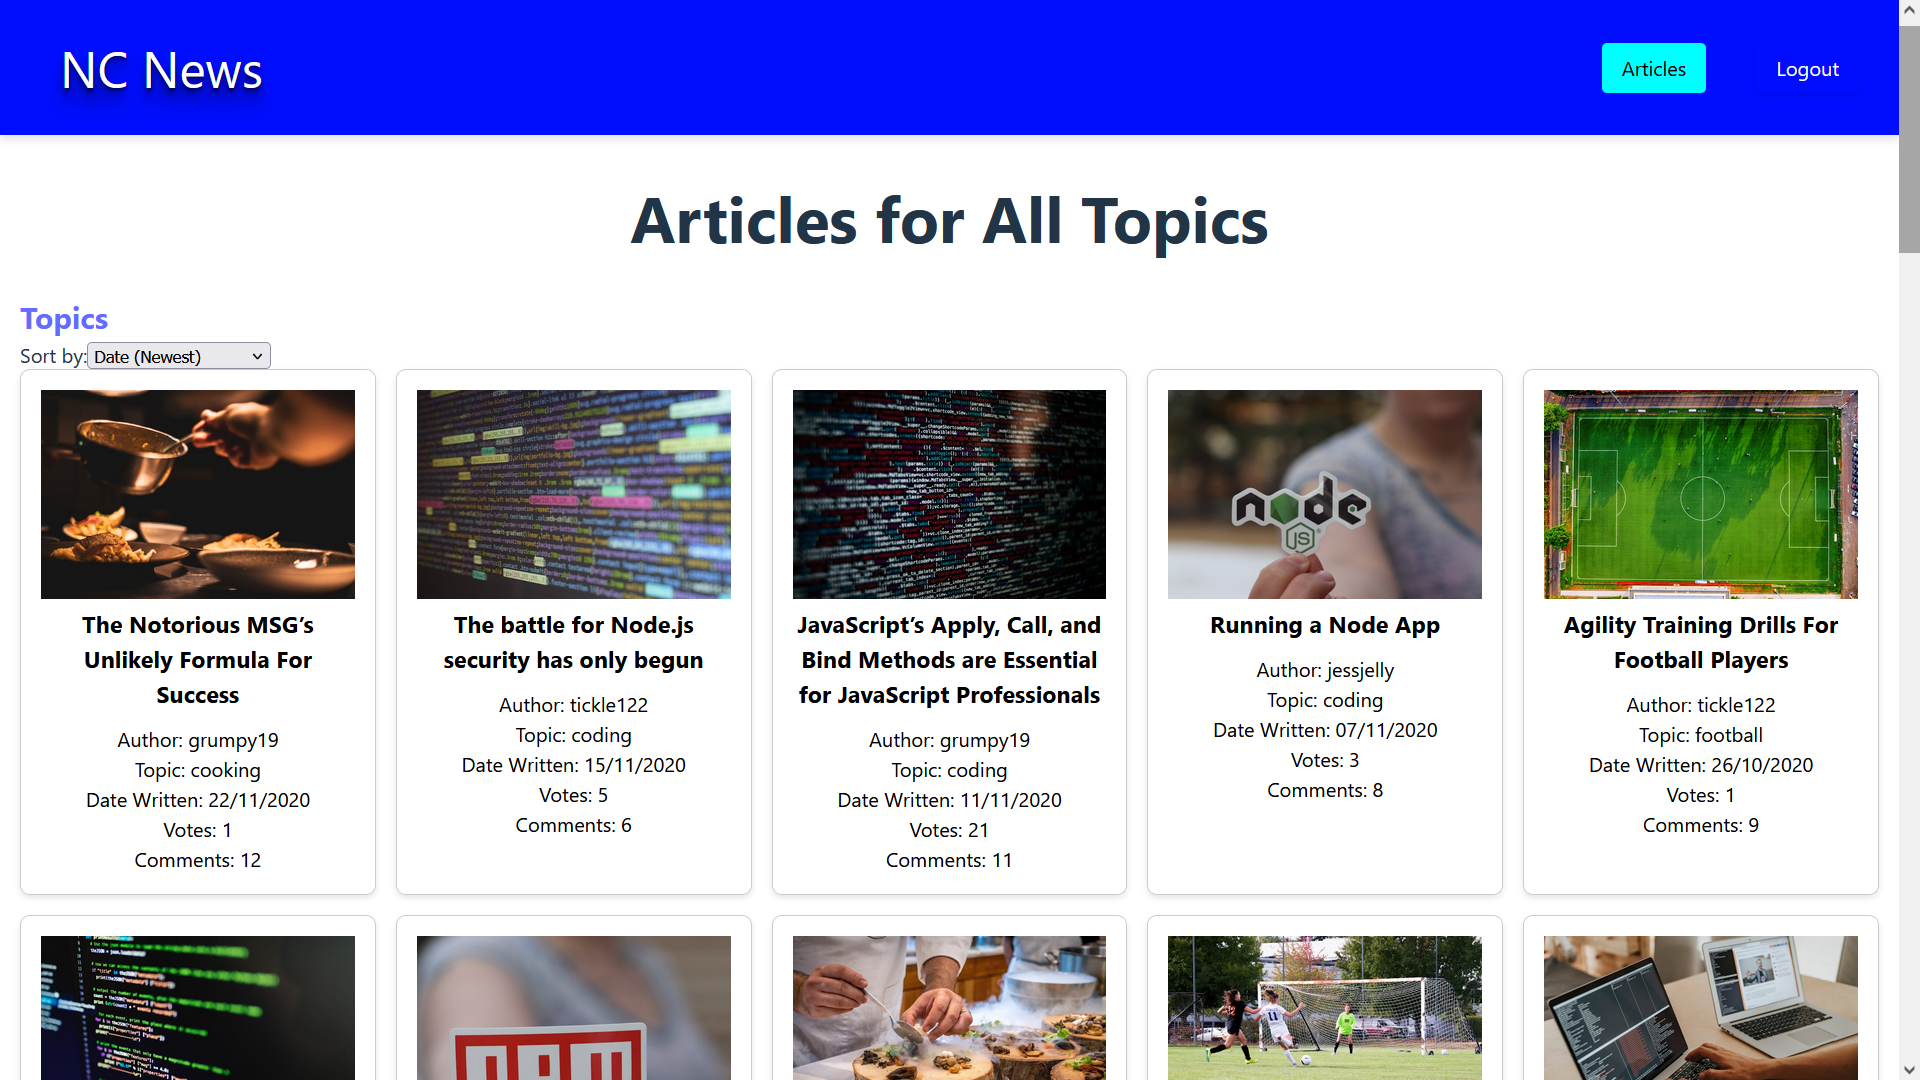 NC News
Articles
Logout
Articles for All Topics
Topics
Sort by:
Date (Newest)
node
JS
The Notorious MSG’s
Unlikely Formula For
Success
Author: grumpy19
Topic: cooking
Date Written: 22/11/2020
Votes: 1
Comments: 12
The battle for Node.js
security has only begun
Author: tickle122
Topic: coding
Date Written: 15/11/2020
Votes: 5
Comments: 6
JavaScript’s Apply, Call, and
Bind Methods are Essential
for JavaScript Professionals
Author: grumpy19
Topic: coding
Date Written: 11/11/2020
Votes: 21
Comments: 11
Running a Node App
Author: jessjelly
Topic: coding
Date Written: 07/11/2020
Votes: 3
Comments: 8
Agility Training Drills For
Football Players
Author: tickle122
Topic: football
Date Written: 26/10/2020
Votes: 1
Comments: 9
npm